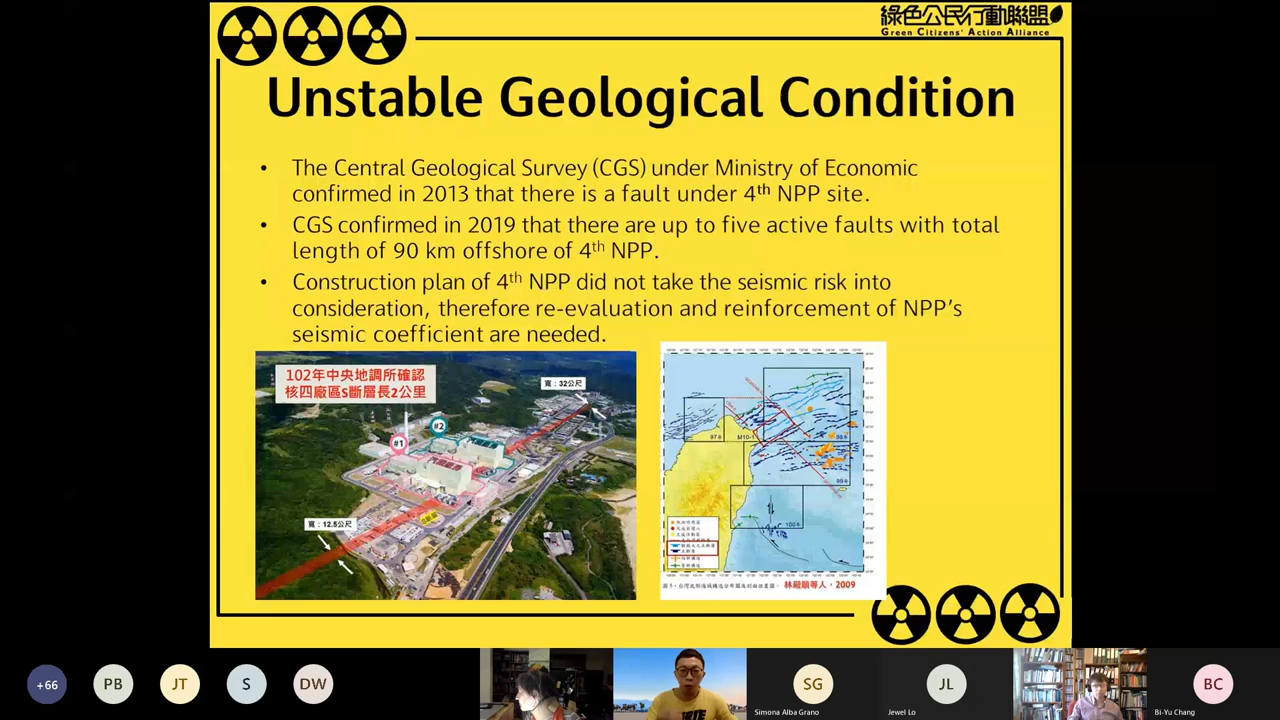 綠色公民行動聯盟
Green Citizens' Action Alliance
Unstable Geological Condition
• The Central Geological Survey (CGS) under Ministry of Economic
confirmed in 2013 that there is a fault under 4th NPP site.
• CGS confirmed in 2019 that there are up to five active faults with total
length of 90 km offshore of 4th NPP.
• Construction plan of 4th NPP did not take the seismic risk into
consideration, therefore re-evaluation and reinforcement of NPP's
seismic coefficient are needed.
102年中央地調所確認
核四廠區S斷層長2公里
寬：32公尺
#2
#1
寬：12.5公尺
M10-1
林殿順等人，2009
+66
PB
JT
S
DW
SG
Simona Alba Grano
JL
Jewel Lo
BC
Bi-Yu Chang